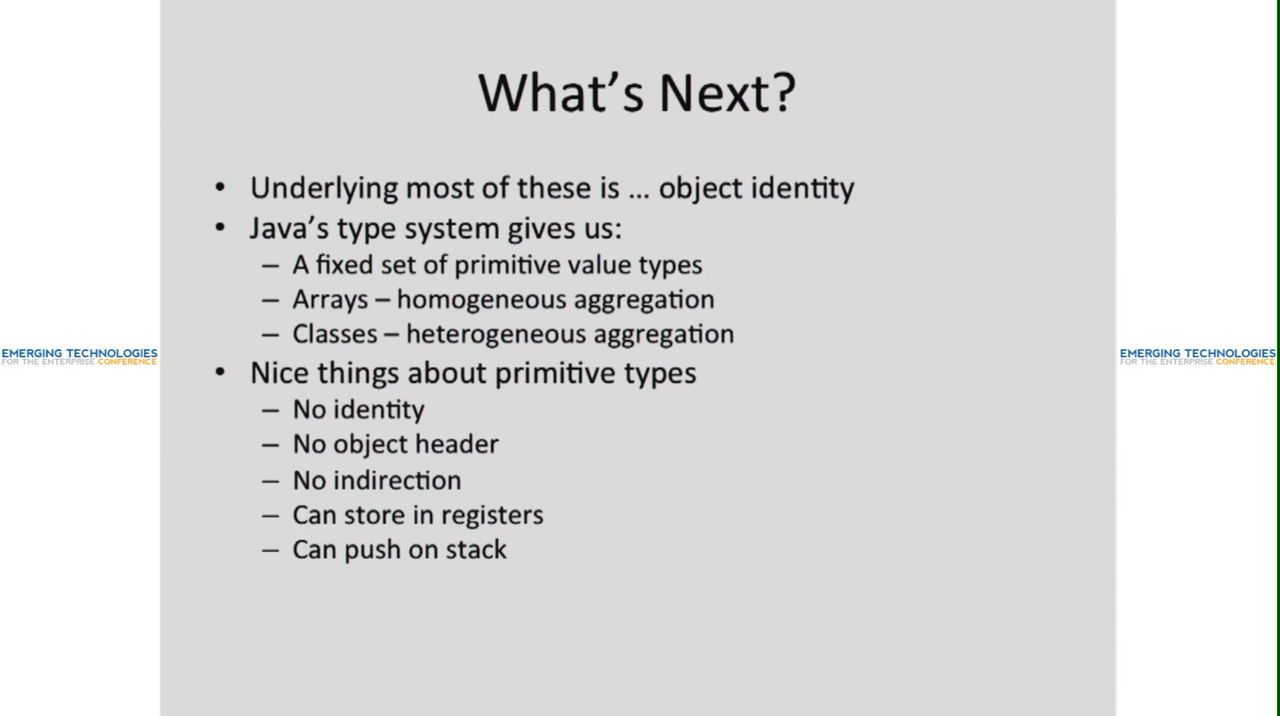 What's Next?
• Underlying most of these is ... object identity
• Java's type system gives us:
– A fixed set of primitive value types
– Arrays – homogeneous aggregation
– Classes – heterogeneous aggregation
• Nice things about primitive types
– No identity
– No object header
– No indirection
– Can store in registers
– Can push on stack
EMERGING TECHNOLOGIES
FOR THE ENTERPRISE CONFERENCE
EMERGING TECHNOLOGIES
FOR THE ENTERPRISE CONFERENCE